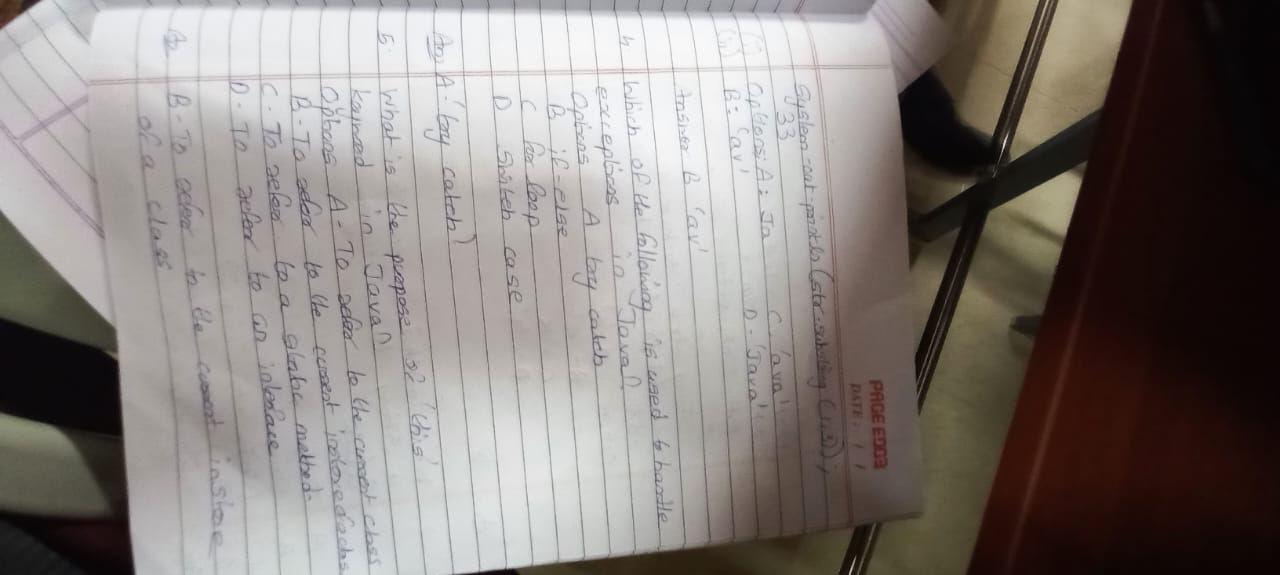 PAGE EDGE
DATE: / /
System-out-println (str.substring (1,3));
33
Options: A: Ja C. 'ava'
B: 'av' D - 'Java'
Answer B 'av'
4 Which of the following is used to handle
exceptions in Java?
Options A try catch
B if-else
C for loop
D Switch case
Ans A 'try catch'
5. What is the purpose of 'this'
keyword in Java?
Options A - To refer to the current class
B - To refer to the current
C - To refer to a static method.
D - To refer to an interface
B - To refer to the current
of a class